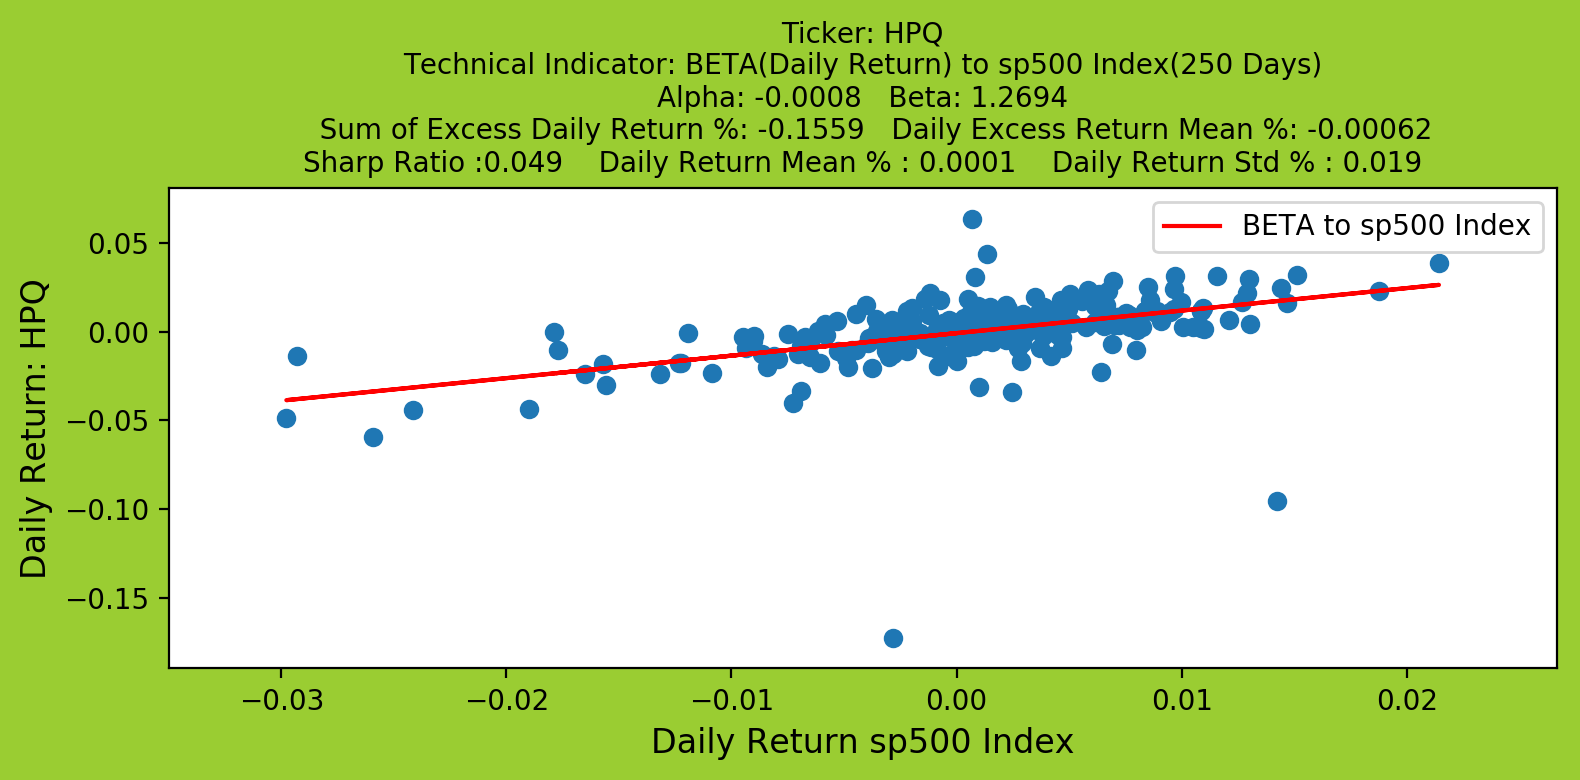 Ticker: HPQ
Technical Indicator: BETA(Daily Return) to sp500 Index(250 Days)
Alpha: -0.0008 Beta: 1.2694
Sum of Excess Daily Return %: -0.1559 Daily Excess Return Mean %: -0.00062
Sharp Ratio :0.049 Daily Return Mean % : 0.0001 Daily Return Std % : 0.019
BETA to sp500 Index
Daily Return: HPQ
0.05
0.00
−0.05
−0.10
−0.15
−0.03 −0.02 −0.01 0.00 0.01 0.02
Daily Return sp500 Index